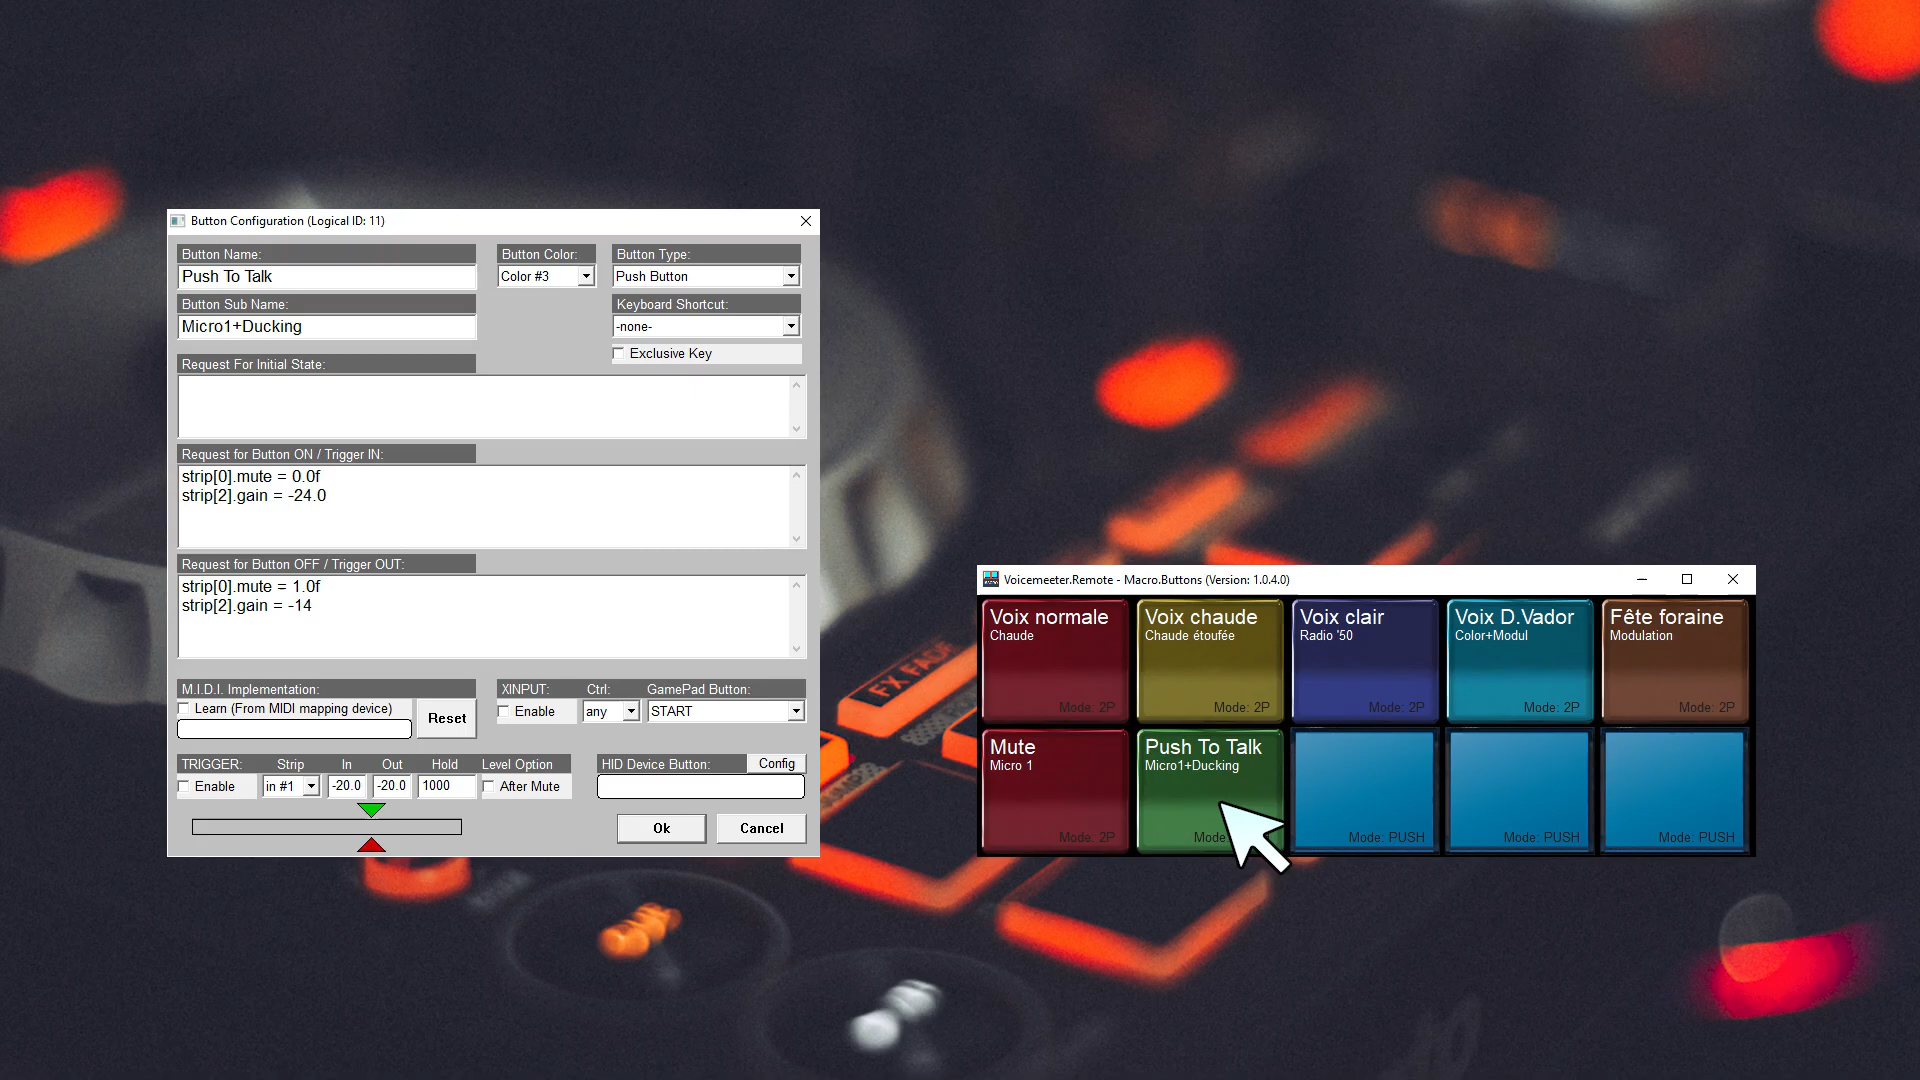 Button Configuration (Logical ID: 11)
Button Name:
Push To Talk
Button Color:
Color #3
Button Type:
Push Button
Button Sub Name:
Micro1+Ducking
Keyboard Shortcut:
-none-
Exclusive Key
Request For Initial State:
Request for Button ON / Trigger IN:
strip[0].mute = 0.0f
strip[2].gain = -24.0
Request for Button OFF / Trigger OUT:
strip[0].mute = 1.0f
strip[2].gain = -14
M.I.D.I. Implementation:
Learn (From MIDI mapping device)
Reset
XINPUT: Ctrl: GamePad Button:
Enable any START
TRIGGER: Strip In Out Hold Level Option
Enable in #1 -20.0 -20.0 1000 After Mute
HID Device Button: Config
Ok Cancel
Voicemeeter.Remote - Macro.Buttons (Version: 1.0.4.0)
Voix normale
Chaude
Mode: 2P
Voix chaude
Chaude étoufée
Mode: 2P
Voix clair
Radio '50
Mode: 2P
Voix D.Vador
Color+Modul
Mode: 2P
Fête foraine
Modulation
Mode: 2P
Mute
Micro 1
Mode: 2P
Push To Talk
Micro1+Ducking
Mode:
Mode: PUSH
Mode: PUSH
Mode: PUSH
FX FADE